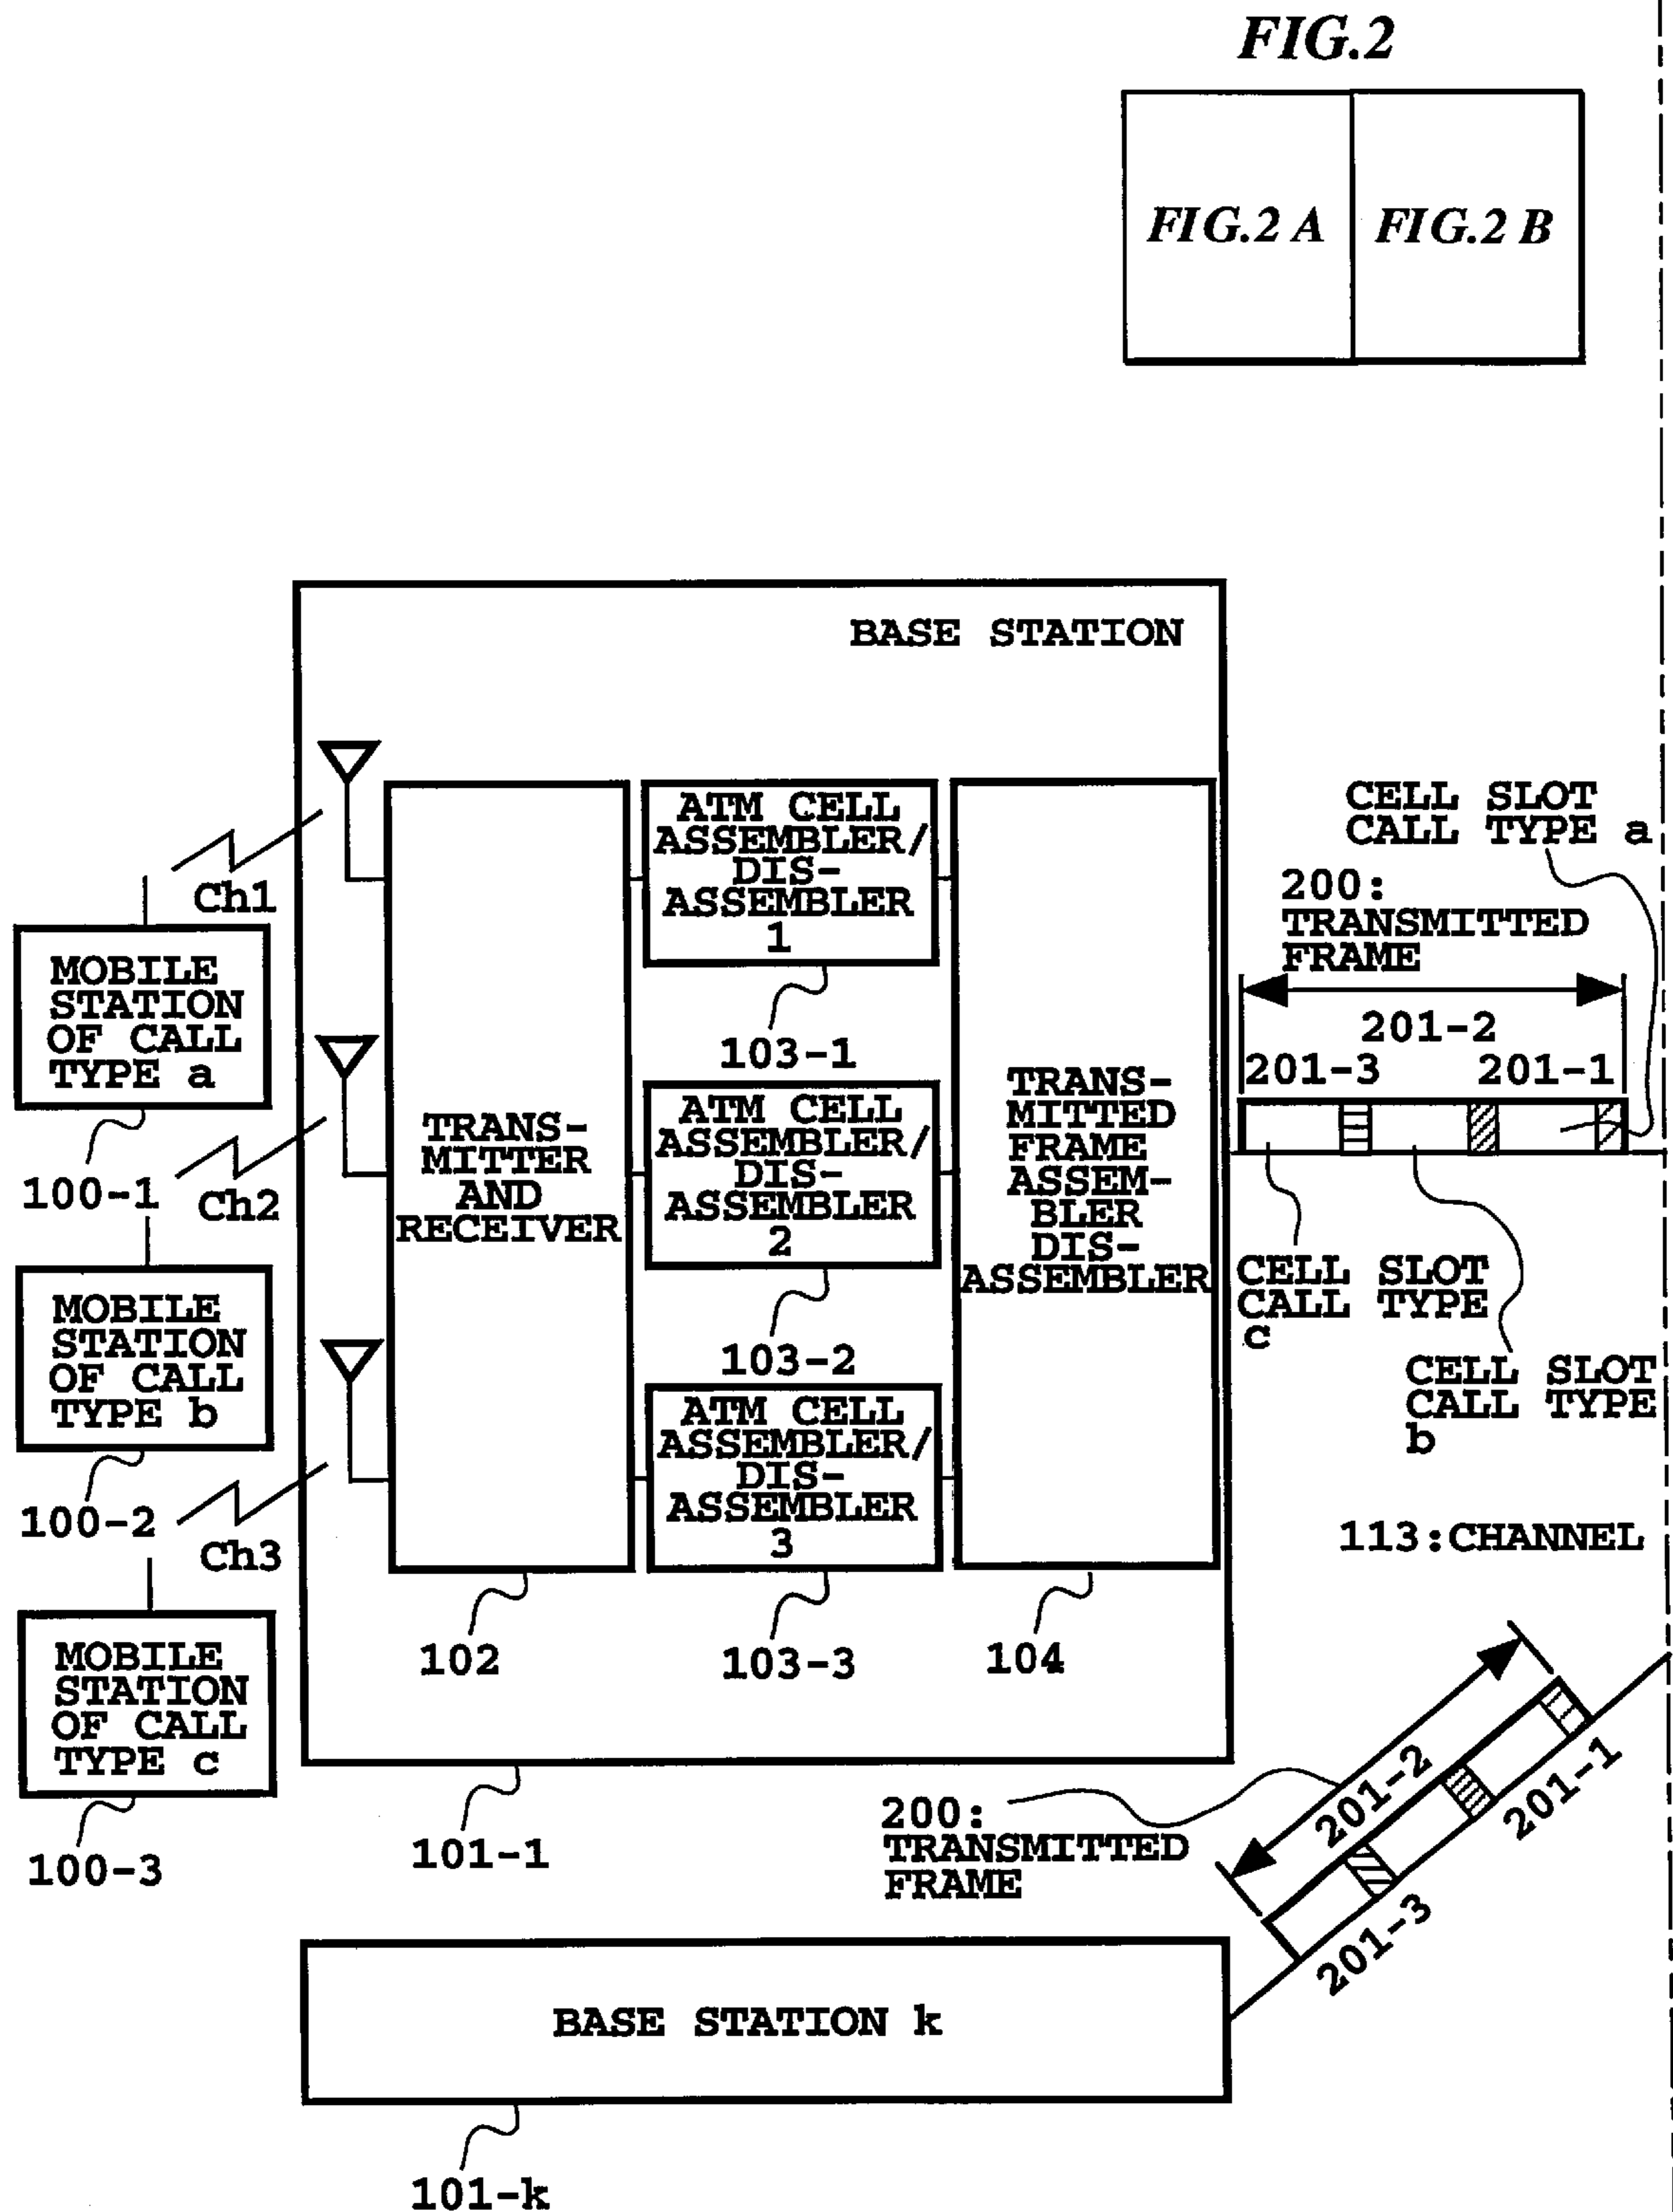 FIG.2
FIG.2 A
FIG.2 B
BASE STATION
Ch1
MOBILE
STATION
OF CALL
TYPE a
100-1
Ch2
MOBILE
STATION
OF CALL
TYPE b
100-2
Ch3
MOBILE
STATION
OF CALL
TYPE c
100-3
TRANS-
MITTER
AND
RECEIVER
102
ATM CELL
ASSEMBLER/
DIS-
ASSEMBLER
1
103-1
ATM CELL
ASSEMBLER/
DIS-
ASSEMBLER
2
103-2
ATM CELL
ASSEMBLER/
DIS-
ASSEMBLER
3
103-3
TRANS-
MITTED
FRAME
ASSEM-
BLER
DIS-
ASSEMBLER
104
101-1
CELL SLOT
CALL TYPE a
200:
TRANSMITTED
FRAME
201-2
201-3
201-1
CELL SLOT
CALL TYPE
c
CELL SLOT
CALL TYPE
b
113:CHANNEL
200:
TRANSMITTED
FRAME
201-2
201-1
201-3
BASE STATION k
101-k